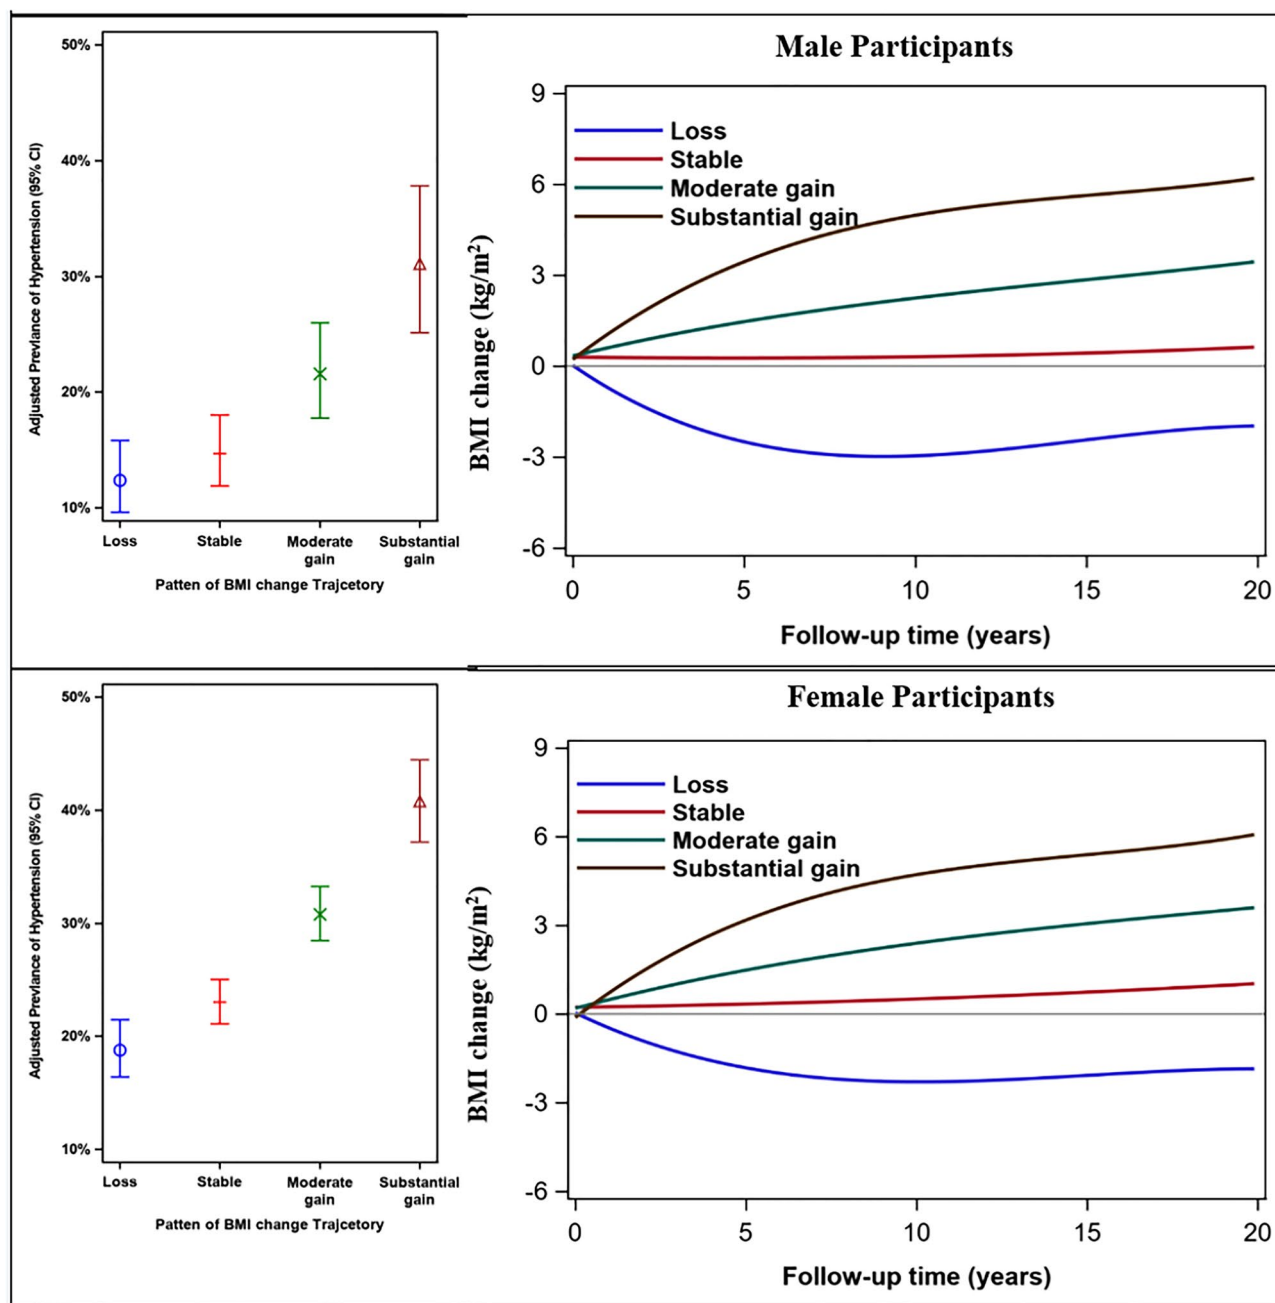 50%
40%
30%
20%
10%
Adjusted Prevlance of Hypertension (95% CI)
Loss
Stable
Moderate
gain
Substantial
gain
Patten of BMI change Trajcetory
Male Participants
9
6
3
0
-3
-6
BMI change (kg/m²)
Loss
Stable
Moderate gain
Substantial gain
0
5
10
15
20
Follow-up time (years)
50%
40%
30%
20%
10%
Adjusted Prevlance of Hypertension (95% CI)
Loss
Stable
Moderate
gain
Substantial
gain
Patten of BMI change Trajcetory
Female Participants
9
6
3
0
-3
-6
BMI change (kg/m²)
Loss
Stable
Moderate gain
Substantial gain
0
5
10
15
20
Follow-up time (years)